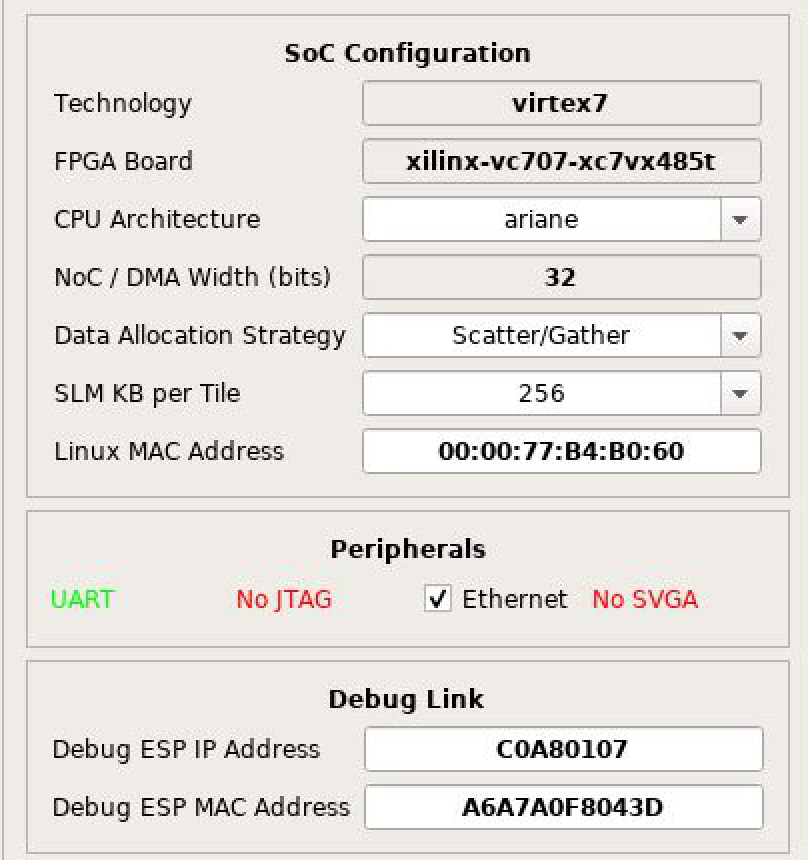 SoC Configuration
Technology virtex7
FPGA Board xilinx-vc707-xc7vx485t
CPU Architecture ariane
NoC / DMA Width (bits) 32
Data Allocation Strategy Scatter/Gather
SLM KB per Tile 256
Linux MAC Address 00:00:77:B4:B0:60
Peripherals
UART No JTAG Ethernet No SVGA
Debug Link
Debug ESP IP Address C0A80107
Debug ESP MAC Address A6A7A0F8043D